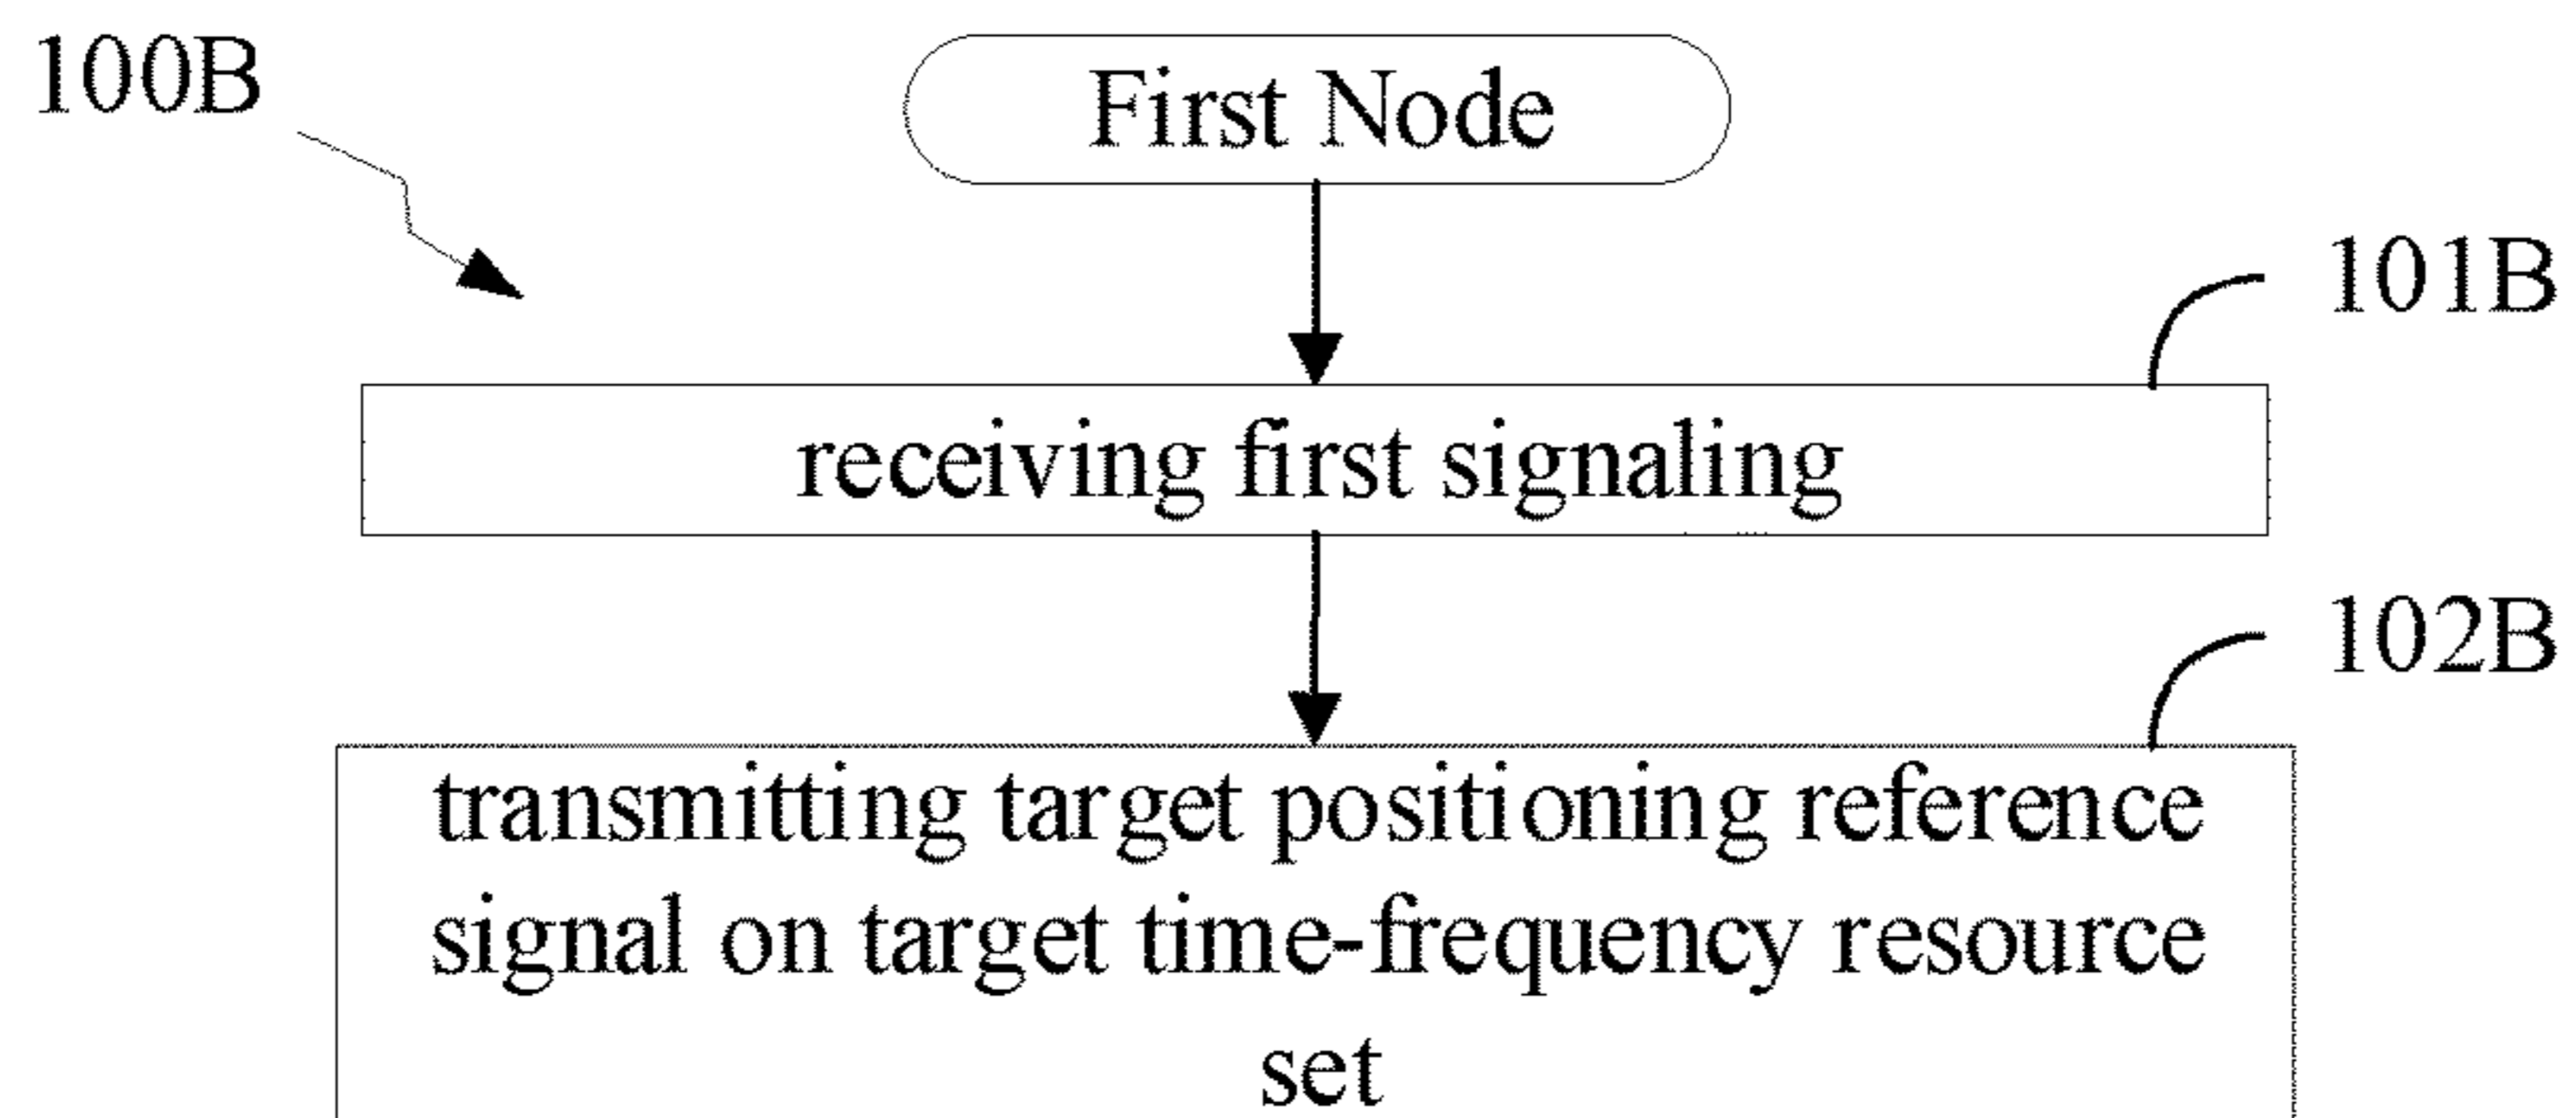 100B
First Node
101B
receiving first signaling
102B
transmitting target positioning reference
signal on target time-frequency resource
set